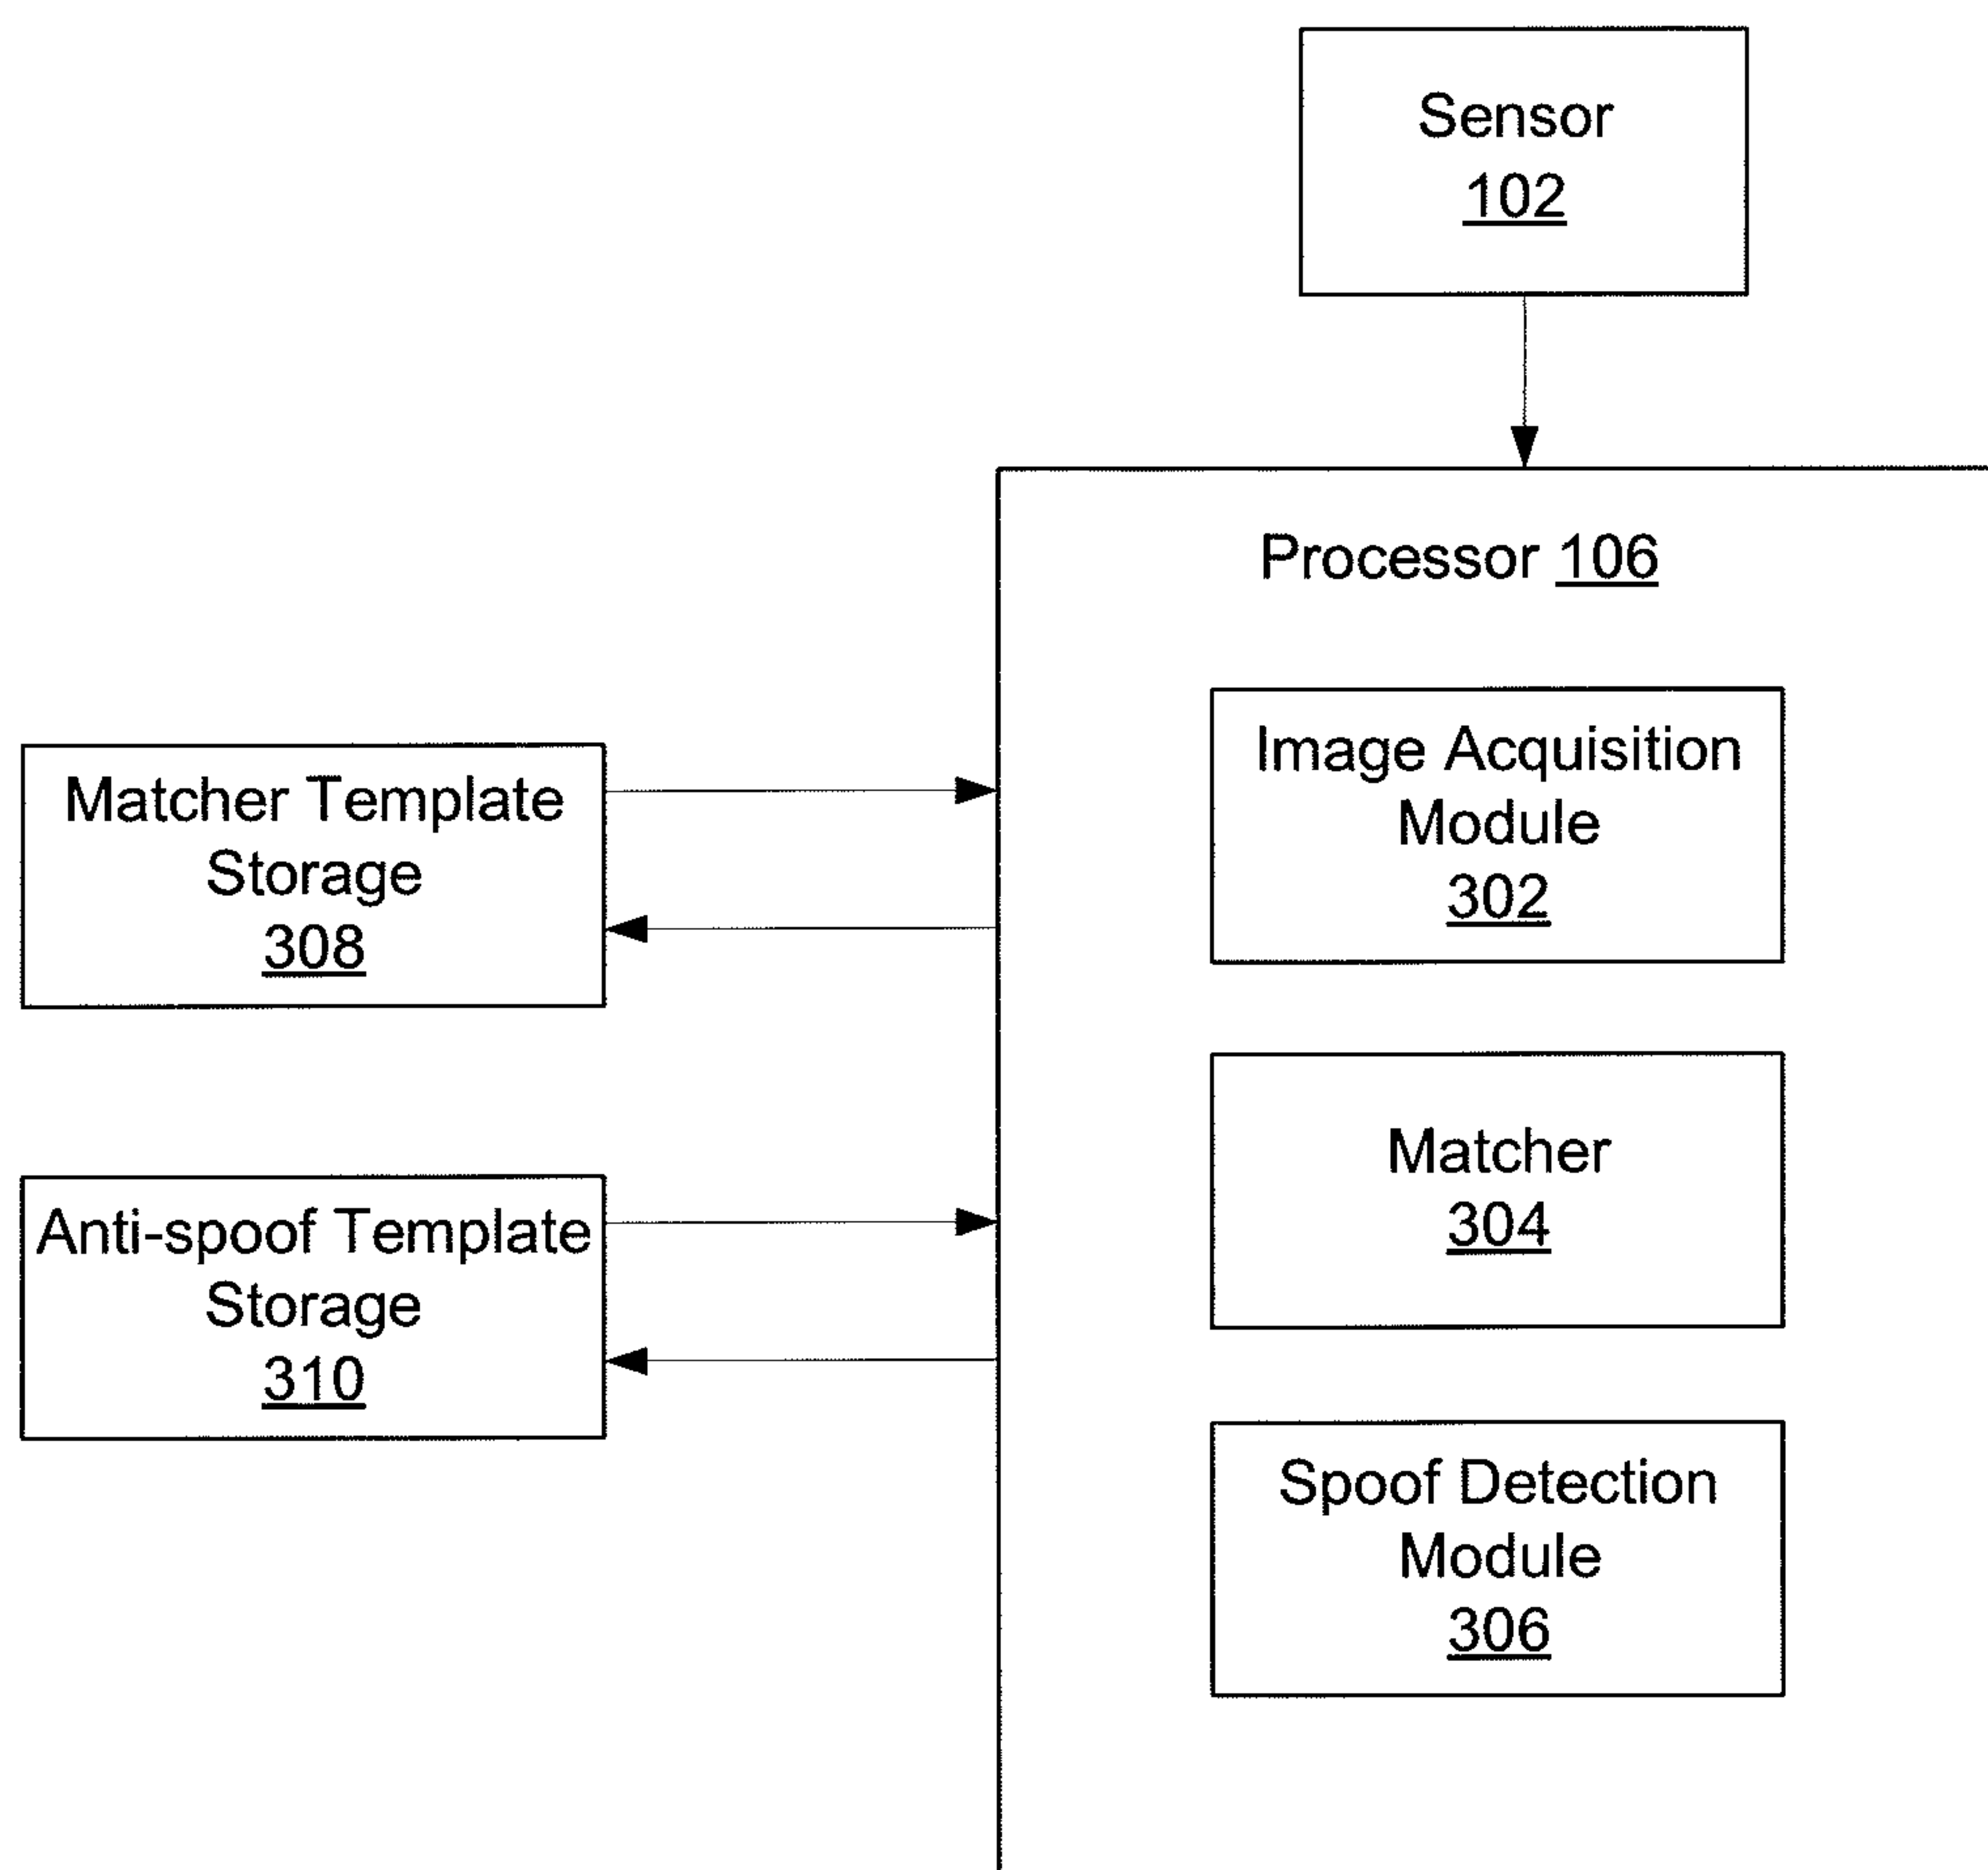 Sensor
102
Processor 106
Image Acquisition
Module
302
Matcher Template
Storage
308
Matcher
304
Anti-spoof Template
Storage
310
Spoof Detection
Module
306